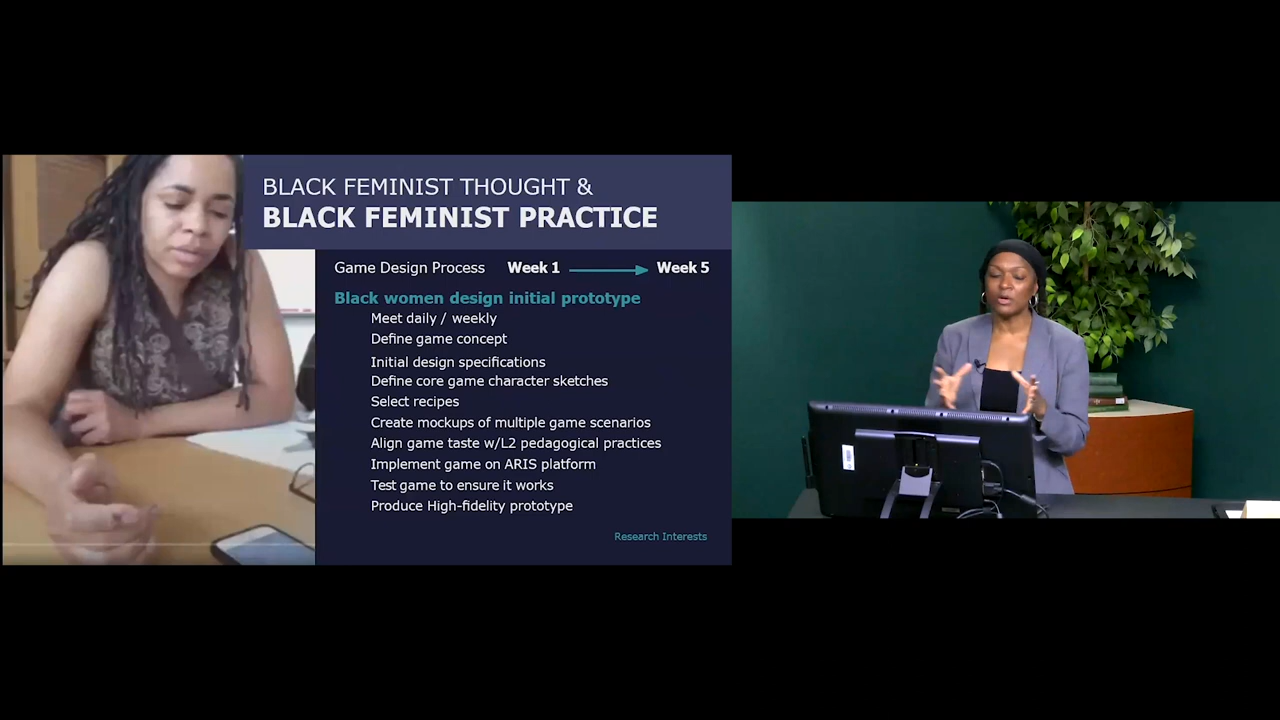 BLACK FEMINIST THOUGHT &
BLACK FEMINIST PRACTICE
Game Design Process Week 1 Week 5
Black women design initial prototype
Meet daily / weekly
Define game concept
Initial design specifications
Define core game character sketches
Select recipes
Create mockups of multiple game scenarios
Align game taste w/L2 pedagogical practices
Implement game on ARIS platform
Test game to ensure it works
Produce High-fidelity prototype
Research Interests